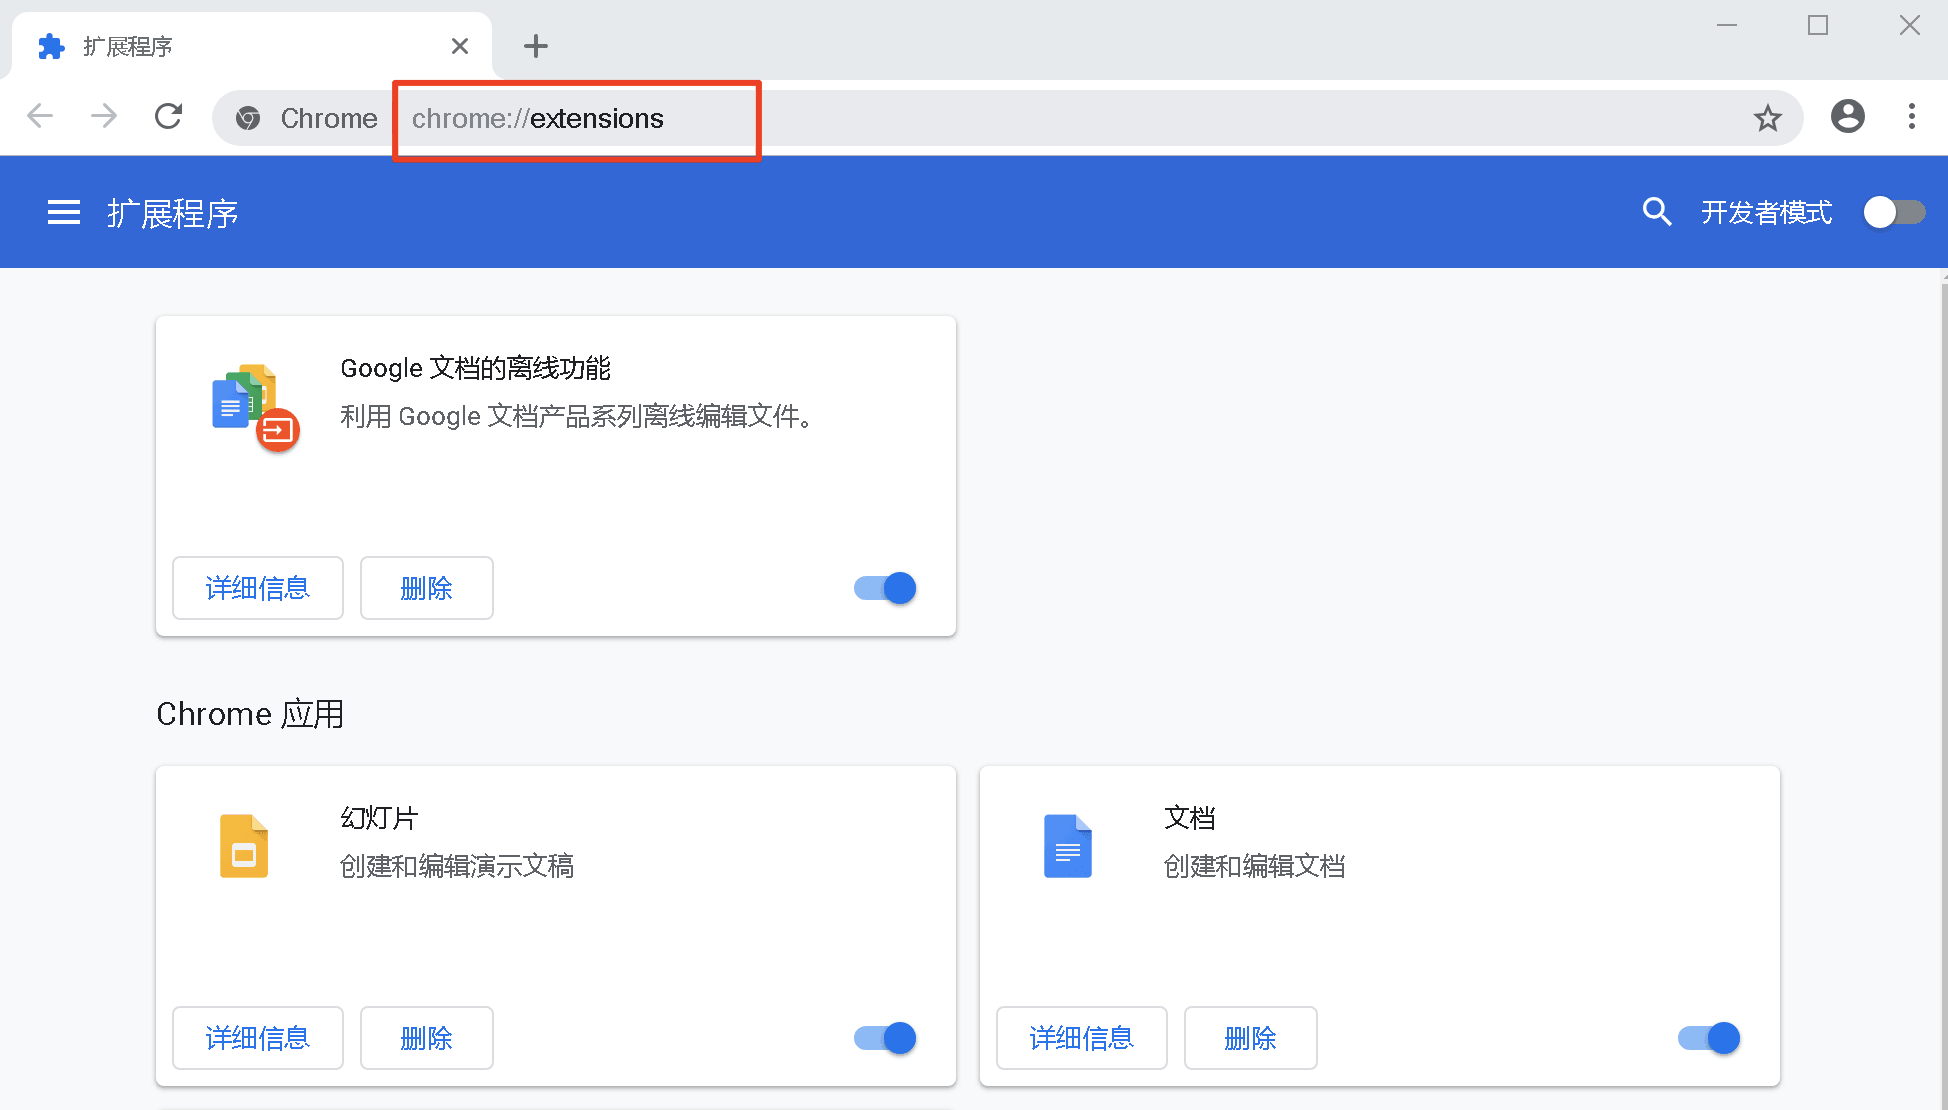 扩展程序
Chrome chrome://extensions
扩展程序
开发者模式
Google 文档的离线功能
利用 Google 文档产品系列离线编辑文件。
详细信息
删除
Chrome 应用
幻灯片
创建和编辑演示文稿
详细信息
删除
文档
创建和编辑文档
详细信息
删除